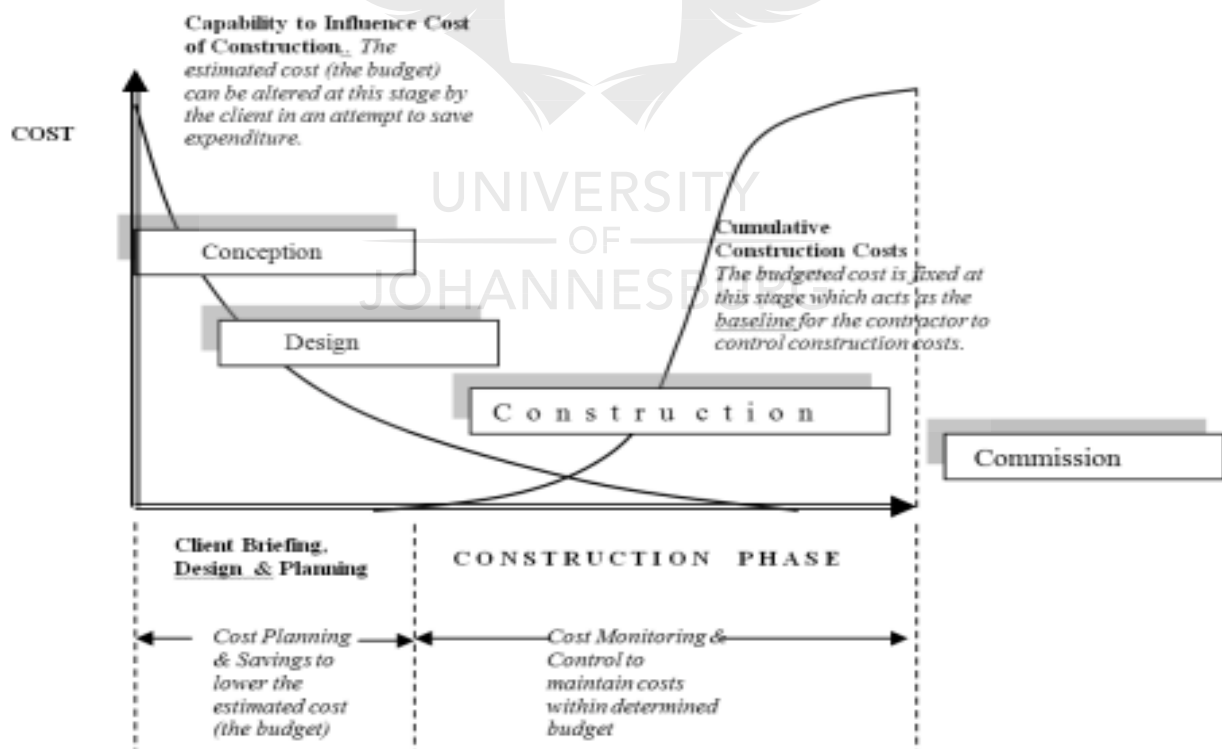 Capability to Influence Cost
of Construction.. The
estimated cost (the budget)
can be altered at this stage by
the client in an attempt to save
expenditure.
COST
UNIVERSITY
OF
JOHANNESBURG
Conception
Cumulative
Construction Costs
The budgeted cost is fixed at
this stage which acts as the
baseline for the contractor to
control construction costs.
Design
Construction
Commission
Client Briefing,
Design & Planning
CONSTRUCTION PHASE
Cost Planning
& Savings to
lower the
estimated cost
(the budget)
Cost Monitoring &
Control to
maintain costs
within determined
budget